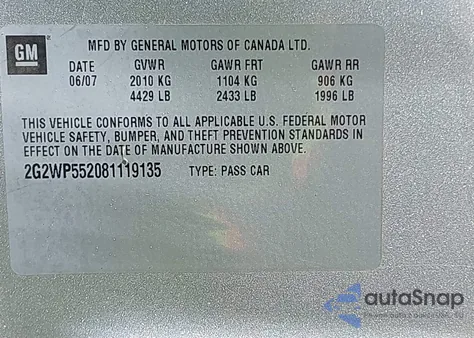 GM
MFD BY GENERAL MOTORS OF CANADA LTD.
DATE GVWR GAWR FRT GAWR RR
06/07 2010 KG 1104 KG 906 KG
4429 LB 2433 LB 1996 LB
THIS VEHICLE CONFORMS TO ALL APPLICABLE U.S. FEDERAL MOTOR
VEHICLE SAFETY, BUMPER, AND THEFT PREVENTION STANDARDS IN
EFFECT ON THE DATE OF MANUFACTURE SHOWN ABOVE.
2G2WP552081119135 TYPE: PASS CAR
autoSnap